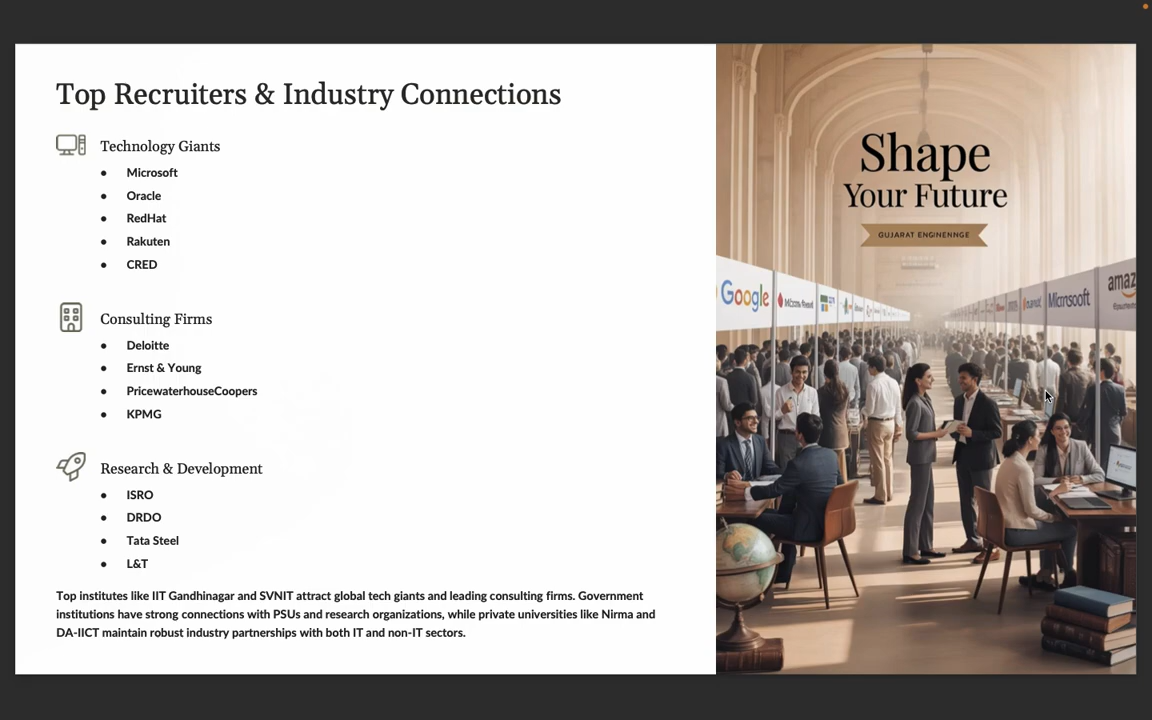 Top Recruiters & Industry Connections
Technology Giants
● Microsoft
● Oracle
● RedHat
● Rakuten
● CRED
Consulting Firms
● Deloitte
● Ernst & Young
● PricewaterhouseCoopers
● KPMG
Research & Development
● ISRO
● DRDO
● Tata Steel
● L&T
Top institutes like IIT Gandhinagar and SVNIT attract global tech giants and leading consulting firms. Government
institutions have strong connections with PSUs and research organizations, while private universities like Nirma and
DA-IICT maintain robust industry partnerships with both IT and non-IT sectors.
Shape
Your Future
GUJARAT ENGINENNGE
Google
Microsoft
amaz